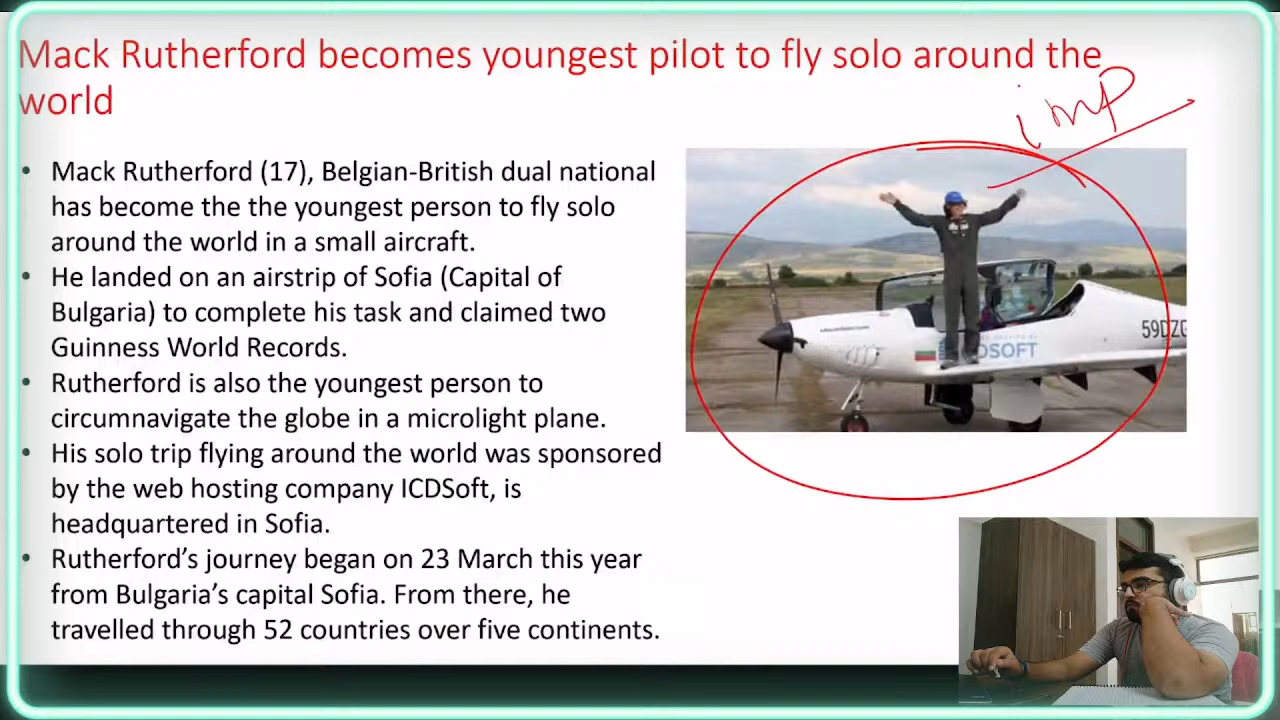 Mack Rutherford becomes youngest pilot to fly solo around the
world
imp
• Mack Rutherford (17), Belgian-British dual national
has become the the youngest person to fly solo
around the world in a small aircraft.
• He landed on an airstrip of Sofia (Capital of
Bulgaria) to complete his task and claimed two
Guinness World Records.
• Rutherford is also the youngest person to
circumnavigate the globe in a microlight plane.
• His solo trip flying around the world was sponsored
by the web hosting company ICDSoft, is
headquartered in Sofia.
• Rutherford’s journey began on 23 March this year
from Bulgaria’s capital Sofia. From there, he
travelled through 52 countries over five continents.
59DZG
DSOFT